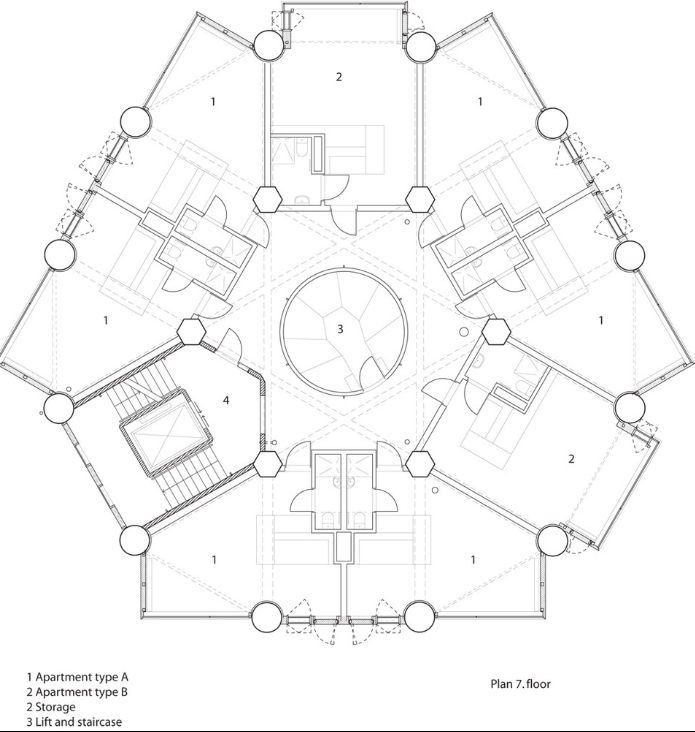 2
1
1
1
3
1
4
2
1
1
1 Apartment type A
2 Apartment type B
2 Storage
3 Lift and staircase
Plan 7. floor